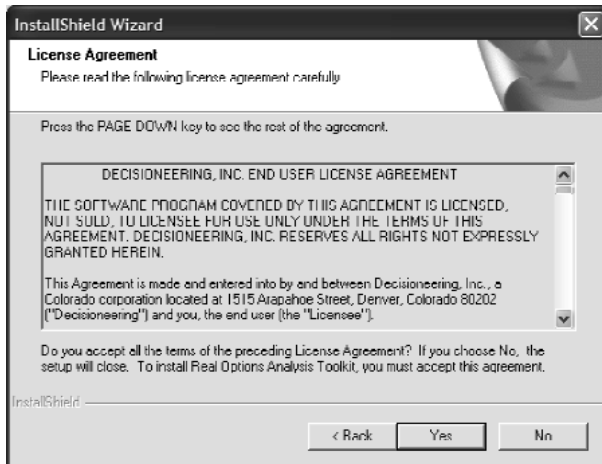 InstallShield Wizard
License Agreement
Please read the following license agreement carefully
Press the PAGE DOWN key to see the rest of the agreement.
DECISIONEERING, INC. END USER LICENSE AGREEMENT
THE SOFTWARE PROGRAM COVERED BY THIS AGREEMENT IS LICENSED,
NOT SOLD, TO LICENSEE FOR USE ONLY UNDER THE TERMS OF THIS
AGREEMENT. DECISIONEERING, INC. RESERVES ALL RIGHTS NOT EXPRESSLY
GRANTED HEREIN.
This Agreement is made and entered into by and between Decisioneering, Inc., a
Colorado corporation located at 1515 Arapahoe Street, Denver, Colorado 80202
("Decisioneering") and you, the end user (the "Licensee").
Do you accept all the terms of the preceding License Agreement? If you choose No, the
setup will close. To install Real Options Analysis Toolkit, you must accept this agreement.
InstallShield
< Back Yes No